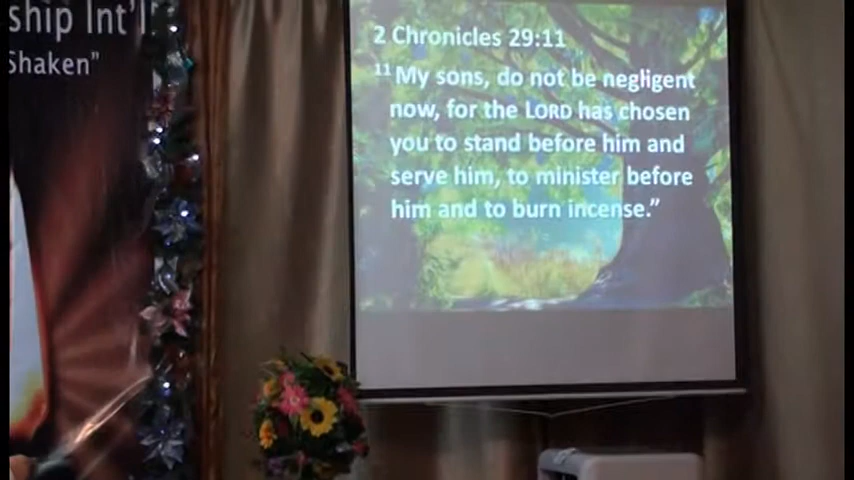 ship Int'l
Shaken”
2 Chronicles 29:11
11 My sons, do not be negligent
now, for the LORD has chosen
you to stand before him and
serve him, to minister before
him and to burn incense.”